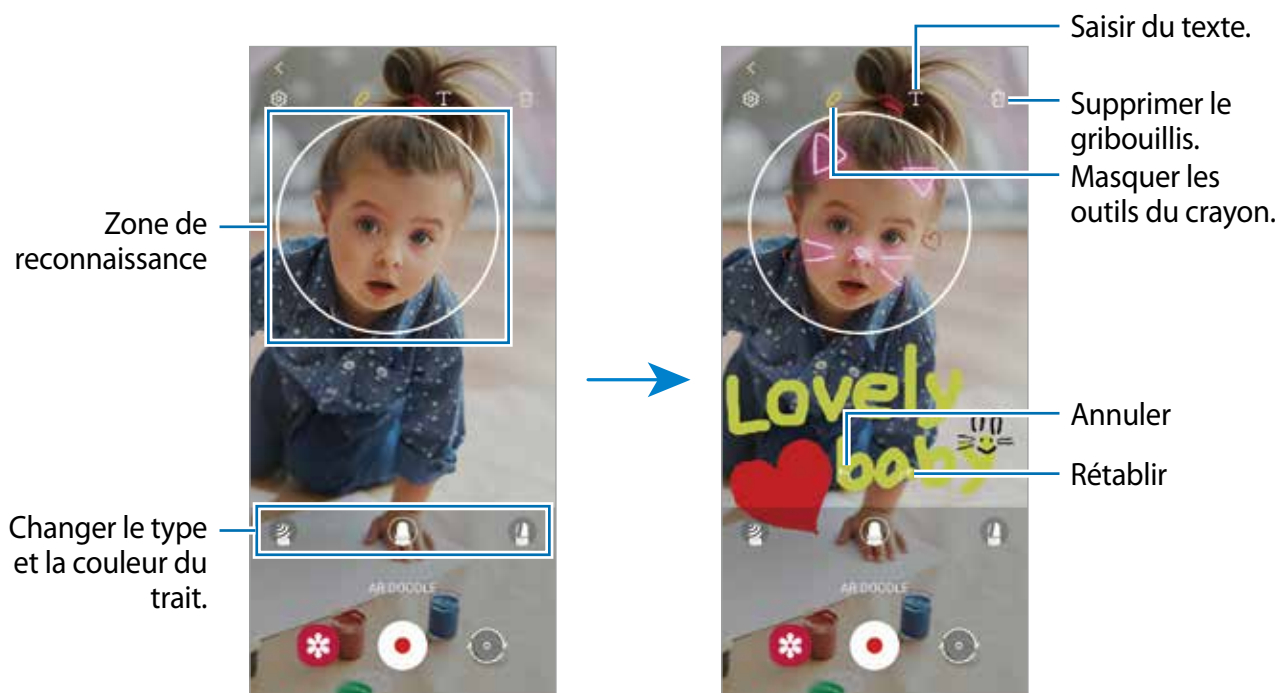 Saisir du texte.
T
T
Supprimer le
gribouillis.
Masquer les
outils du crayon.
Zone de
reconnaissance
Lovely
baby
Annuler
Rétablir
Changer le type
et la couleur du
trait.
AR DOODLE
AR DOODLE